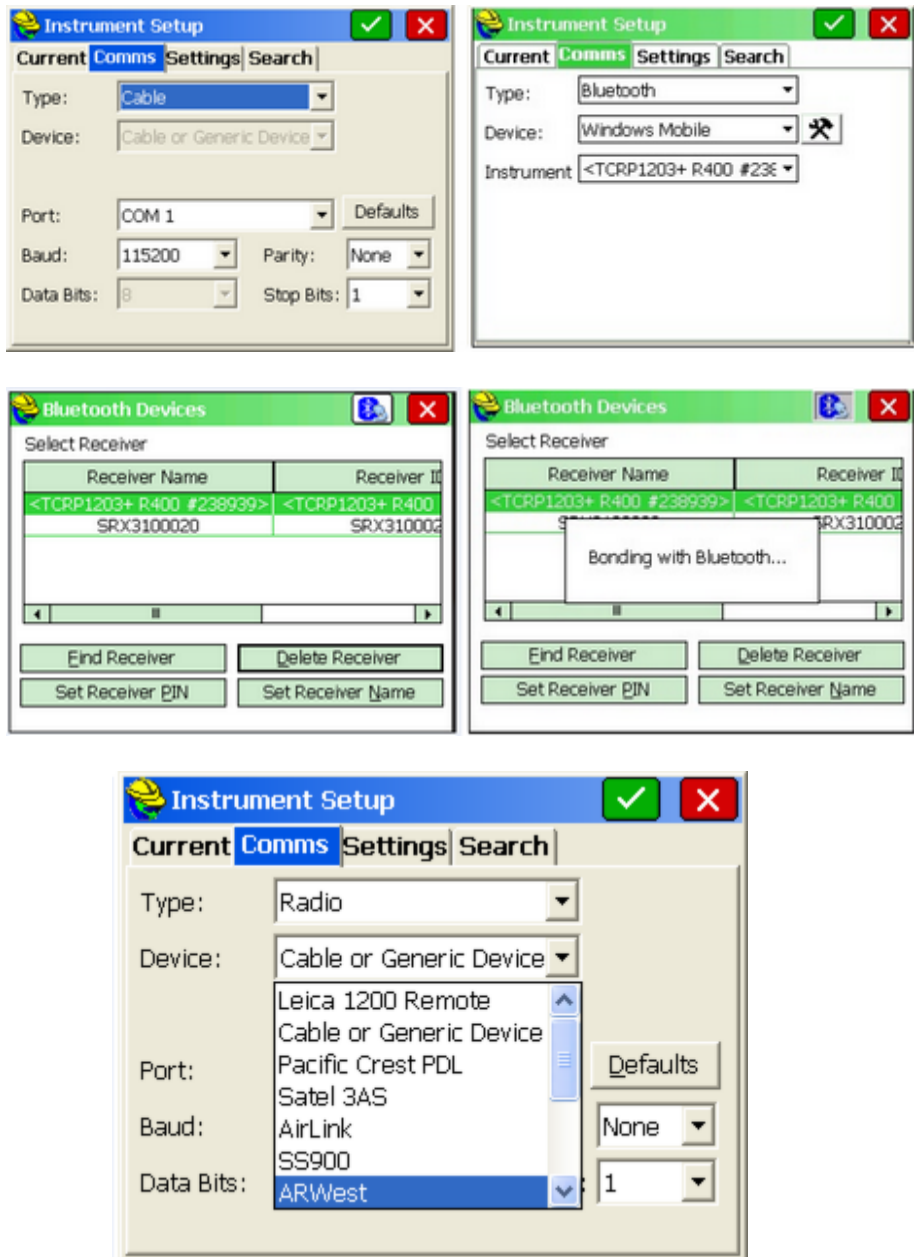 Instrument Setup
Current Comms Settings Search
Type: Cable
Device: Cable or Generic Device
Port: COM 1 Defaults
Baud: 115200 Parity: None
Data Bits: 8 Stop Bits: 1
Instrument Setup
Current Comms Settings Search
Type: Bluetooth
Device: Windows Mobile
Instrument <TCRP1203+ R400 #238
Bluetooth Devices
Select Receiver
Receiver Name Receiver ID
<TCRP1203+ R400 #238939> <TCRP1203+ R400
SRX3100020 SRX310002
Find Receiver Delete Receiver
Set Receiver PIN Set Receiver Name
Bluetooth Devices
Select Receiver
Receiver Name Receiver ID
<TCRP1203+ R400 #238939> <TCRP1203+ R400
SRX310002
Bonding with Bluetooth...
Find Receiver Delete Receiver
Set Receiver PIN Set Receiver Name
Instrument Setup
Current Comms Settings Search
Type: Radio
Device: Cable or Generic Device
Leica 1200 Remote
Cable or Generic Device
Port: Pacific Crest PDL Defaults
Satel 3AS
Baud: AirLink None
SS900
Data Bits: ARWest : 1